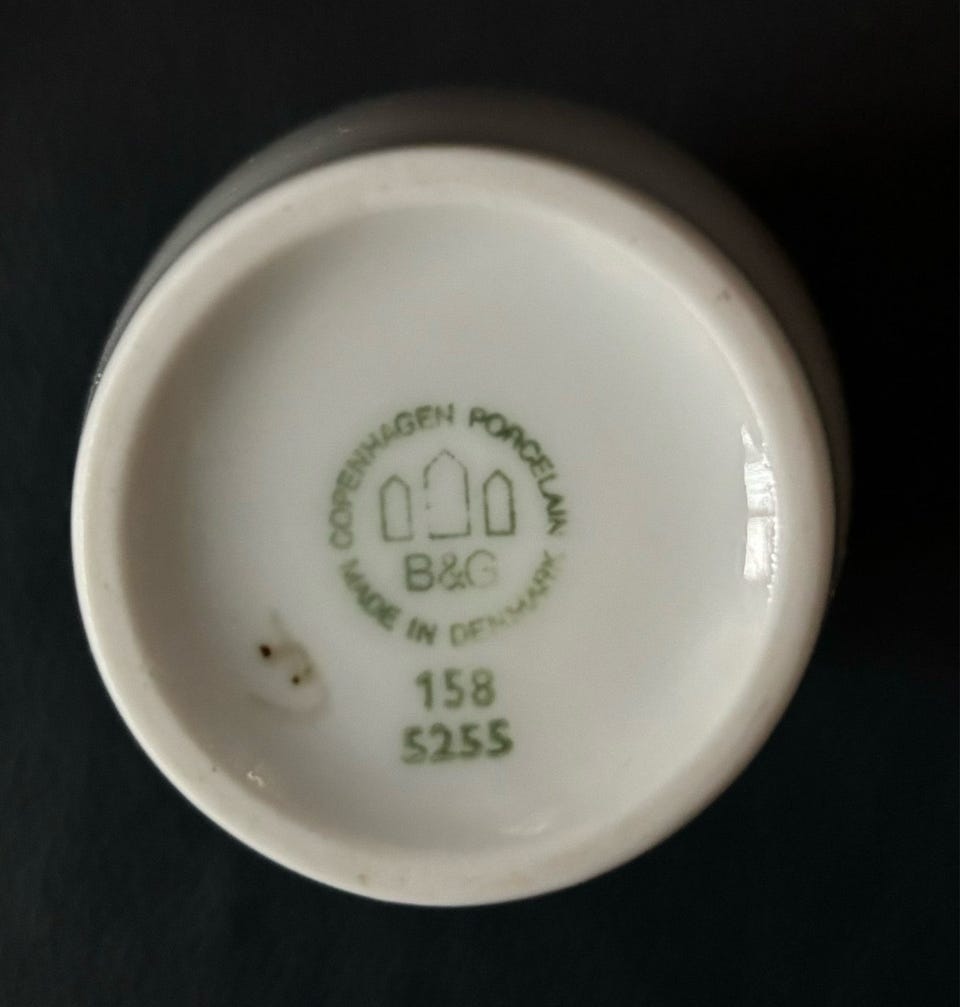 COPENHAGEN PORCELAIN
B&G
MADE IN DENMARK
158
5255